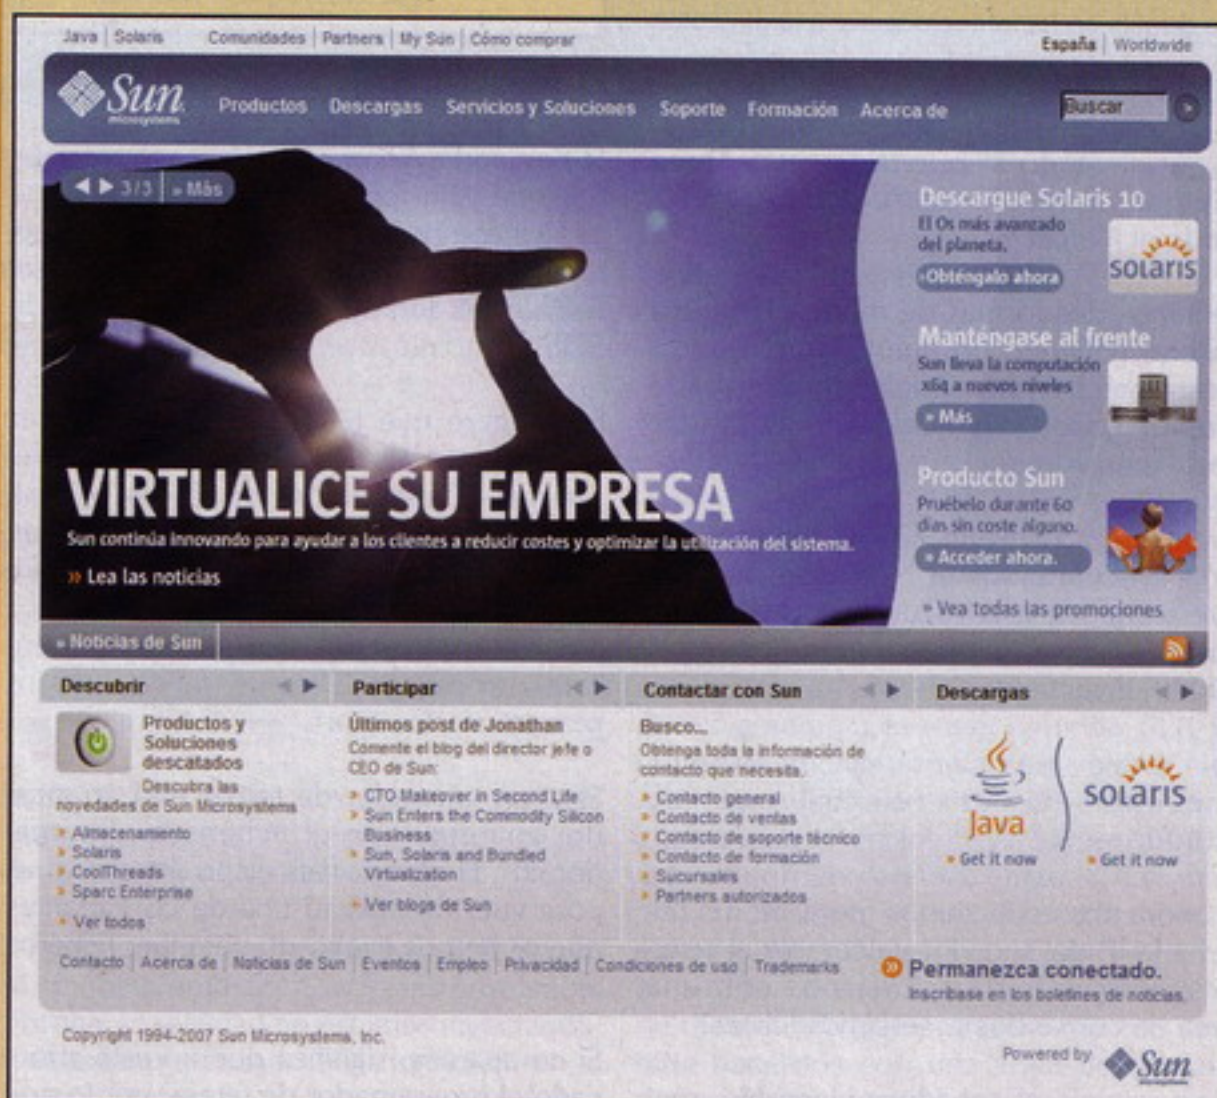 Java | Solaris Comunidades | Partners | My Sun | Cómo comprar
España | Worldwide
Sun
microsystems
Productos Descargas Servicios y Soluciones Soporte Formación Acerca de
Buscar
3/3 » Más
VIRTUALICE SU EMPRESA
Sun continúa innovando para ayudar a los clientes a reducir costes y optimizar la utilización del sistema.
» Lea las noticias
Descargue Solaris 10
El Os más avanzado
del planeta.
»Obténgalo ahora
solaris
Manténgase al frente
Sun lleva la computación
x64 a nuevos niveles
» Más
Producto Sun
Pruébelo durante 60
días sin coste alguno.
» Acceder ahora.
» Vea todas las promociones
» Noticias de Sun
Descubrir
Productos y
Soluciones
descatados
Descubra las
novedades de Sun Microsystems
» Almacenamiento
» Solaris
» CoolThreads
» Sparc Enterprise
» Ver todos
Participar
Últimos post de Jonathan
Comente el blog del director jefe o
CEO de Sun:
» CTO Makeover in Second Life
» Sun Enters the Commodity Silicon
Business
» Sun, Solaris and Bundled
Virtualization
» Ver blogs de Sun
Contactar con Sun
Busco...
Obtenga toda la información de
contacto que necesita.
» Contacto general
» Contacto de ventas
» Contacto de soporte técnico
» Contacto de formación
» Sucursales
» Partners autorizados
Descargas
Java
» Get it now
solaris
» Get it now
Contacto | Acerca de | Noticias de Sun | Eventos | Empleo | Privacidad | Condiciones de uso | Trademarks
» Permanezca conectado.
Inscríbase en los boletines de noticias.
Copyright 1994-2007 Sun Microsystems, Inc.
Powered by Sun